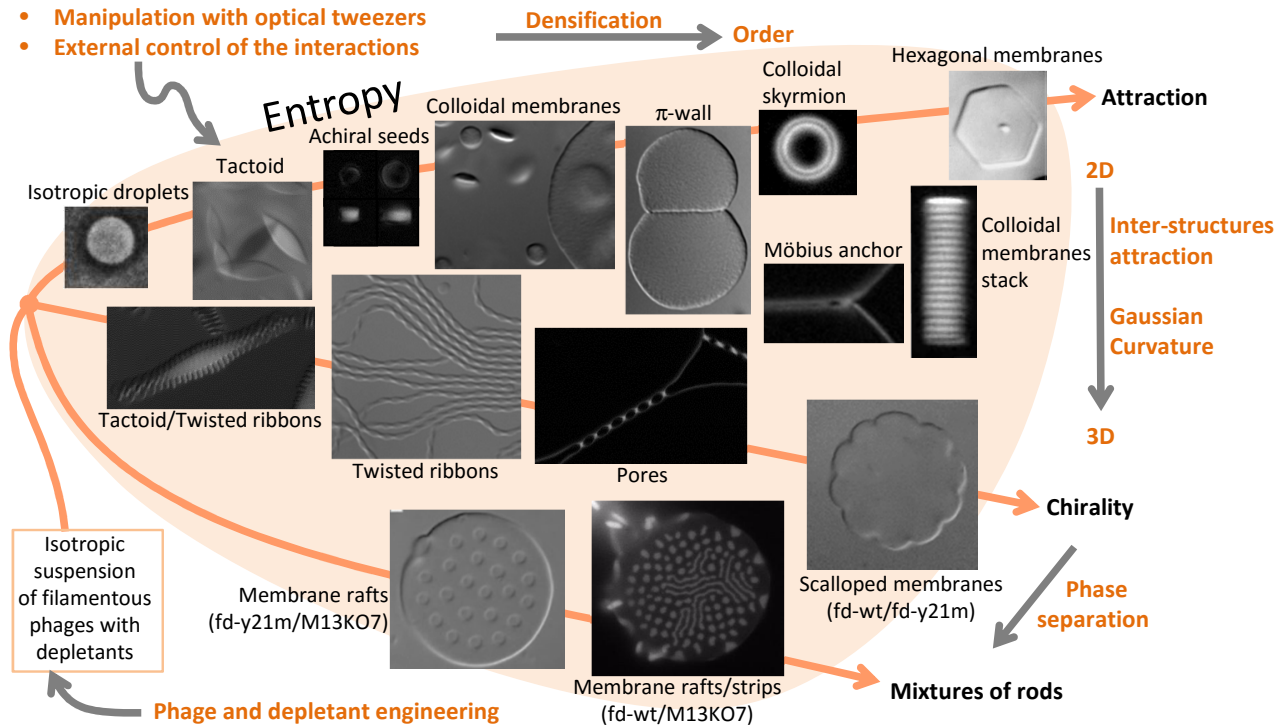 • Manipulation with optical tweezers
• External control of the interactions
Densification
Order
Entropy
Hexagonal membranes
Attraction
Colloidal
skyrmion
π-wall
Colloidal membranes
Achiral seeds
Tactoid
Isotropic droplets
2D
Inter-structures
attraction
Gaussian
Curvature
3D
Colloidal
membranes
stack
Möbius anchor
Tactoid/Twisted ribbons
Twisted ribbons
Pores
Chirality
Scalloped membranes
(fd-wt/fd-y21m)
Phase
separation
Isotropic
suspension
of filamentous
phages with
depletants
Membrane rafts
(fd-y21m/M13KO7)
Membrane rafts/strips
(fd-wt/M13KO7)
Mixtures of rods
Phage and depletant engineering